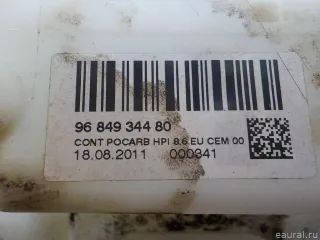 96 849 344 80
CONT POCARB HPI 8.6 EU CEM 00
18.08.2011 000341
eaural.ru